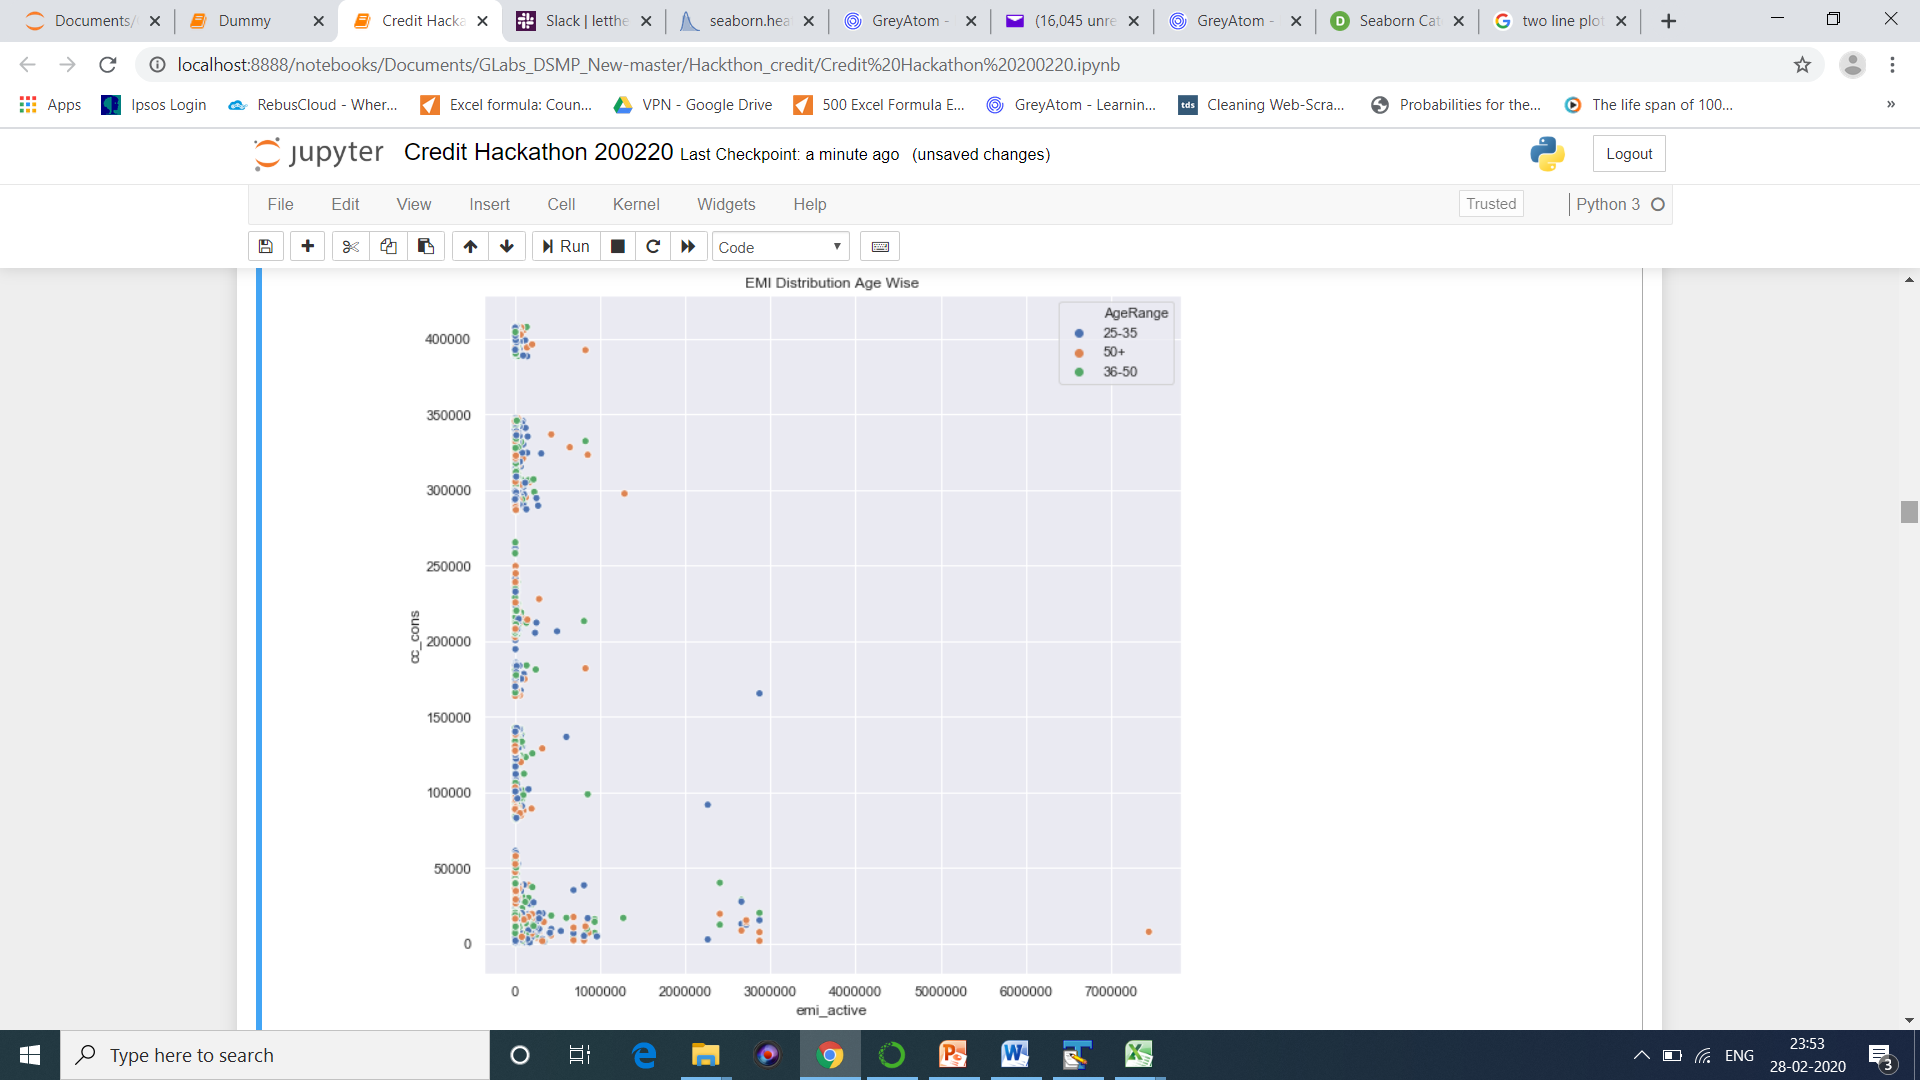 Documents/ Dummy Credit Hacka Slack | letthe seaborn.hea GreyAtom - (16,045 unre GreyAtom - Seaborn Cat two line plot
localhost:8888/notebooks/Documents/GLabs_DSMP_New-master/Hackthon_credit/Credit%20Hackathon%20200220.ipynb
Apps Ipsos Login RebusCloud - Wher... Excel formula: Coun... VPN - Google Drive 500 Excel Formula E... GreyAtom - Learnin... tds Cleaning Web-Scra... Probabilities for the... The life span of 100... »
jupyter Credit Hackathon 200220 Last Checkpoint: a minute ago (unsaved changes) Logout
File Edit View Insert Cell Kernel Widgets Help Trusted Python 3
Run Code
EMI Distribution Age Wise
AgeRange
25-35
50+
36-50
400000
350000
300000
250000
200000
150000
100000
50000
0
cc_cons
0 1000000 2000000 3000000 4000000 5000000 6000000 7000000
emi_active
Type here to search ENG 23:53
28-02-2020 3